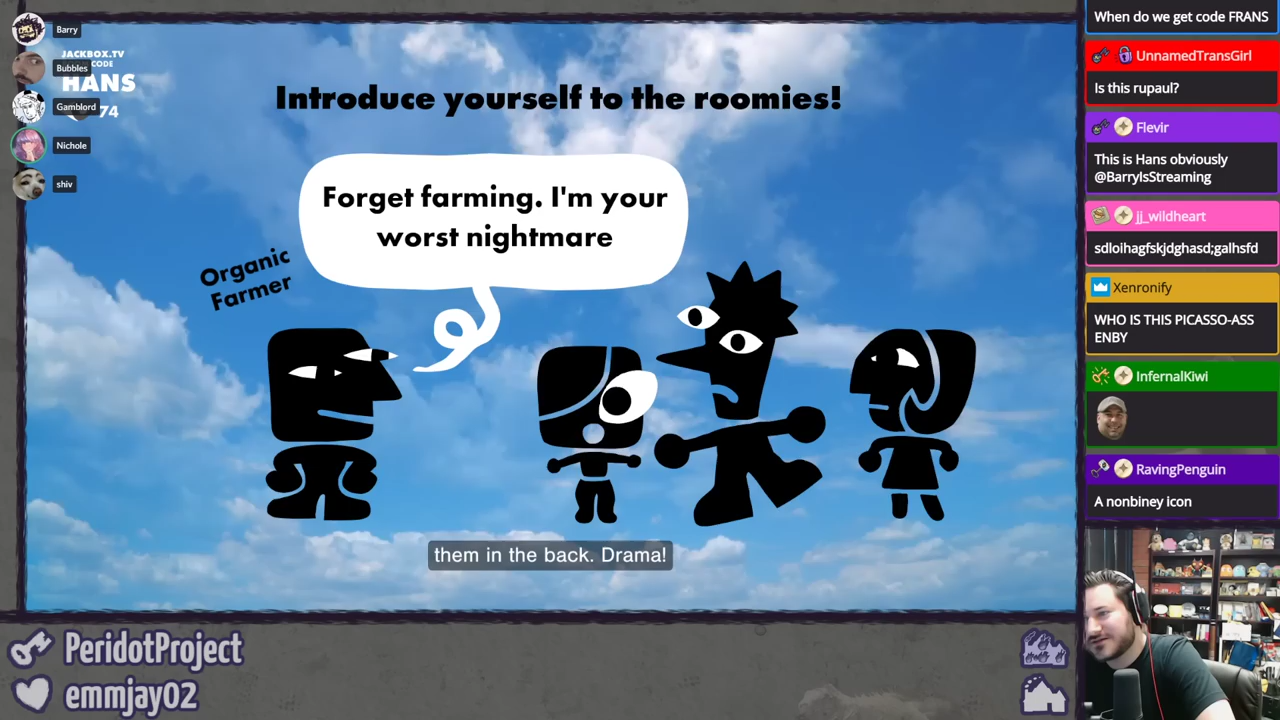 Barry
JACKBOX.TV
CODE
Bubbles
HANS
Gamblord
74
Nichole
shiv
Introduce yourself to the roomies!
Forget farming. I'm your
worst nightmare
Organic
Farmer
them in the back. Drama!
PeridotProject
emmjay02
When do we get code FRANS
UnnamedTransGirl
Is this rupaul?
Flevir
This is Hans obviously
@BarryIsStreaming
jj_wildheart
sdloihagfskjdghasd;galhsfd
Xenronify
WHO IS THIS PICASSO-ASS
ENBY
InfernalKiwi
RavingPenguin
A nonbiney icon